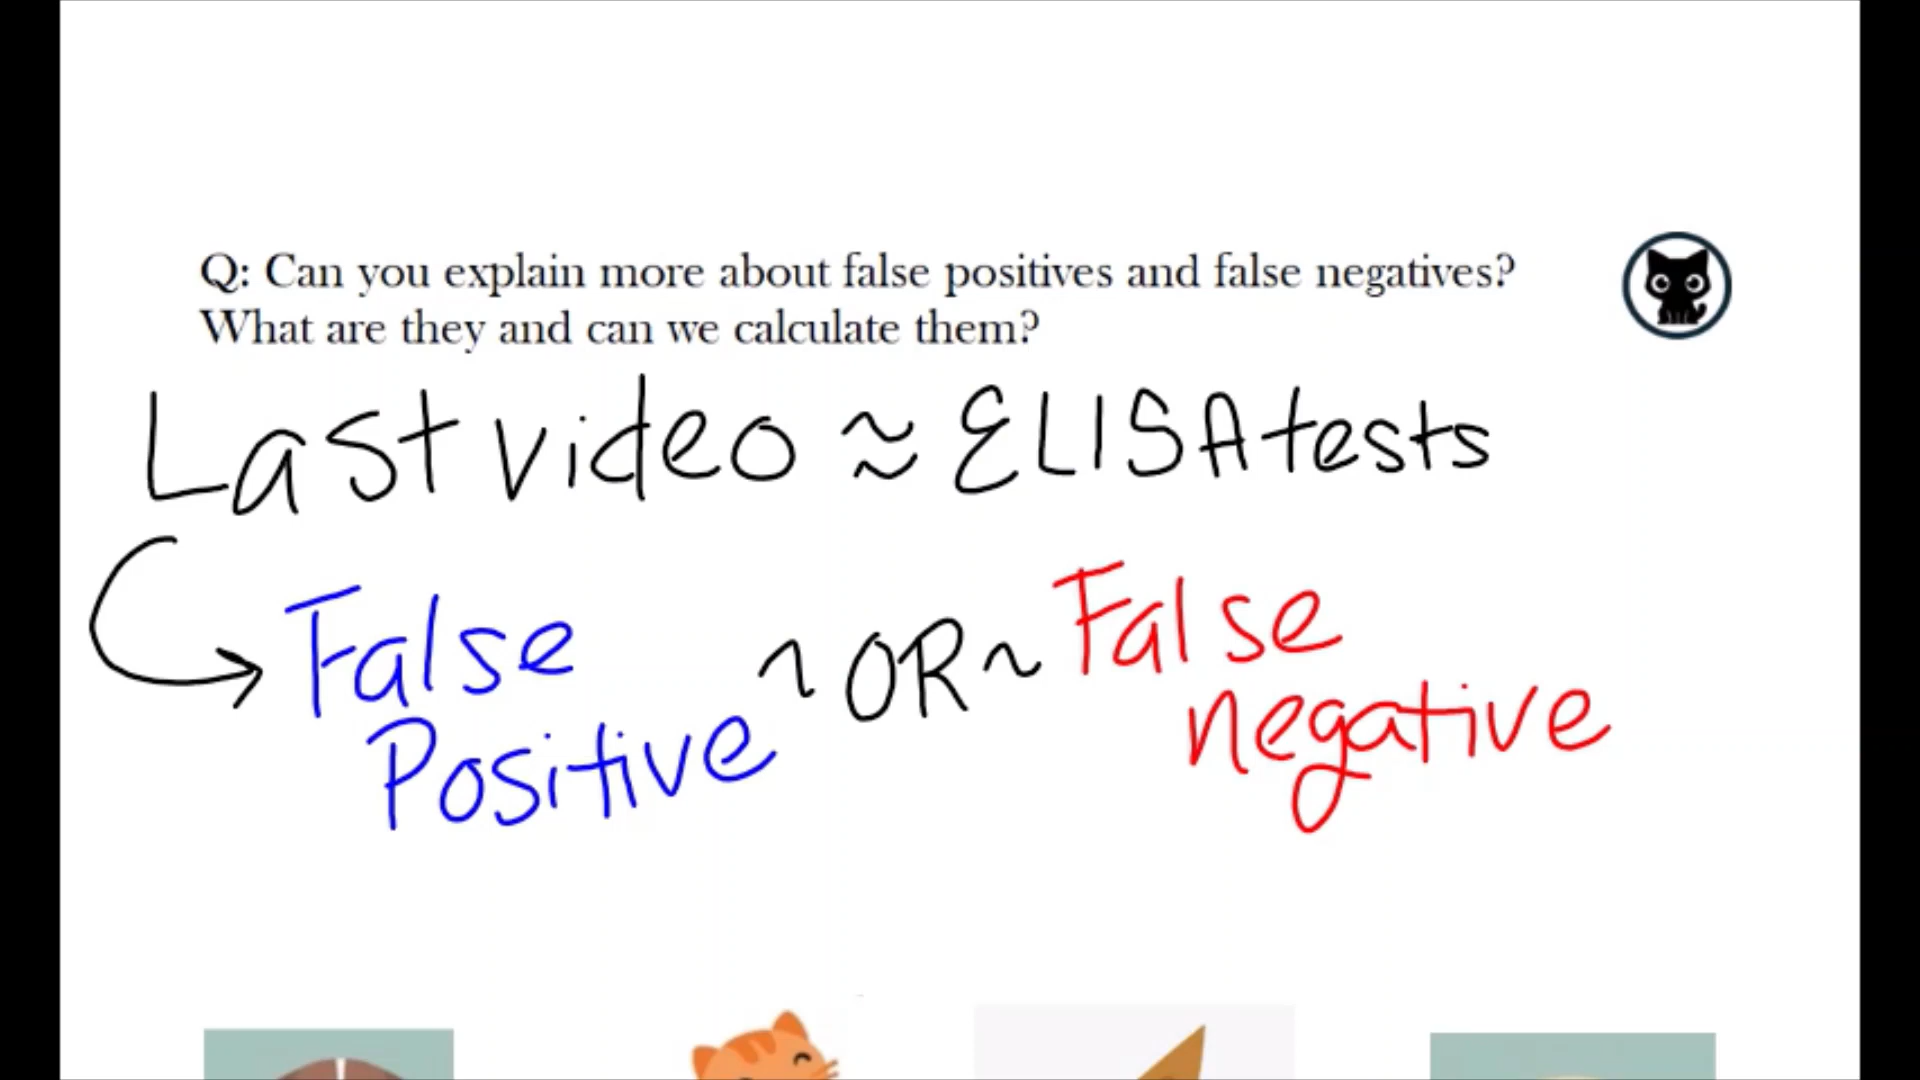 Q: Can you explain more about false positives and false negatives?
What are they and can we calculate them?
Last video ≈ ELISA tests
False ~OR~ False
Positive negative